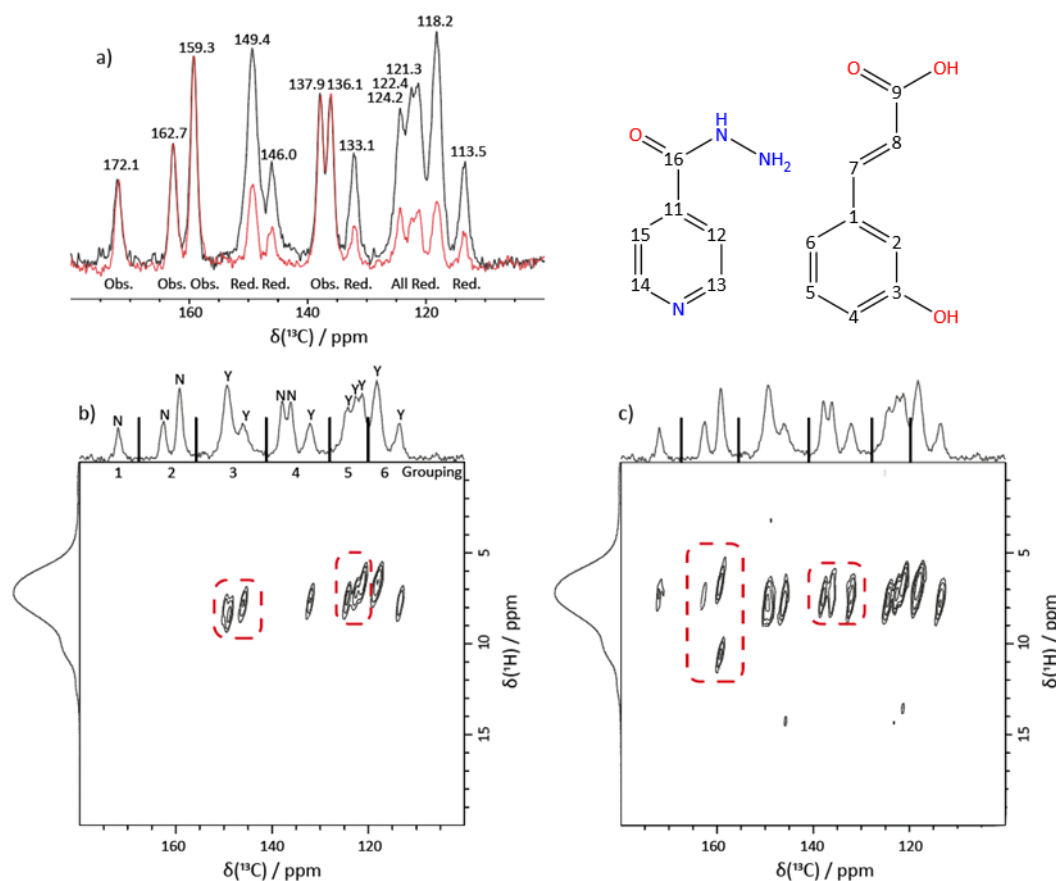 a)
172.1
162.7
159.3
149.4
146.0
137.9
136.1
133.1
124.2
122.4
121.3
118.2
113.5
Obs. Obs. Obs. Red. Red. Obs. Red. All Red. Red.
160 140 120
δ(¹³C) / ppm
O
16
H
N
NH₂
11
15
12
14
13
N
O
OH
9
8
7
1
6
2
5
3
4
OH
b)
N N N Y Y N N Y Y Y Y Y Y
1 2 3 4 5 6 Grouping
5
10
15
δ(¹H) / ppm
160 140 120
δ(¹³C) / ppm
c)
5
10
15
δ(¹H) / ppm
160 140 120
δ(¹³C) / ppm